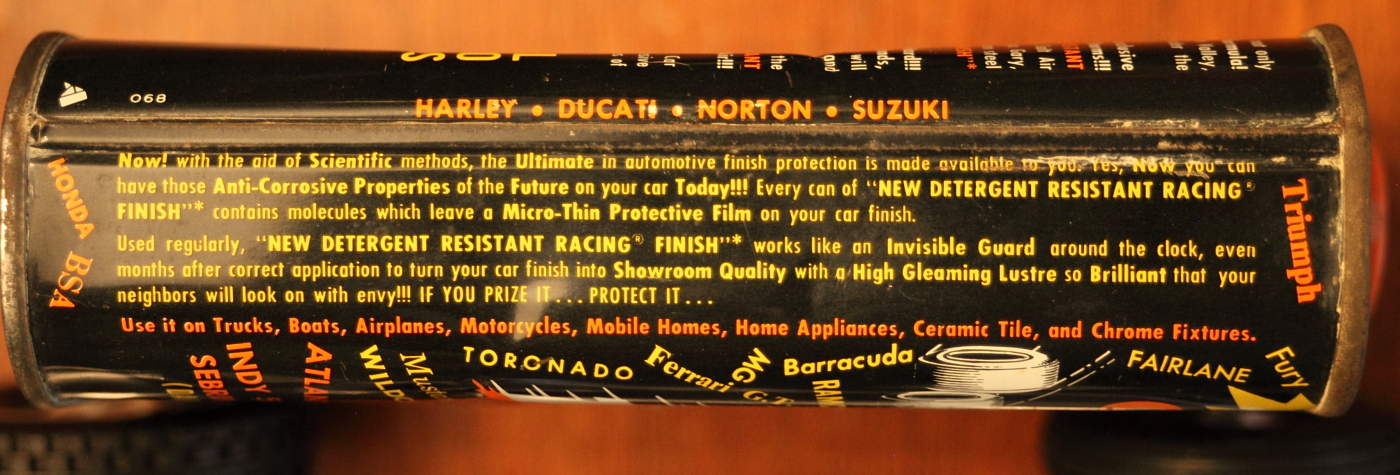 068
HARLEY • DUCATI • NORTON • SUZUKI
HONDA
BSA
Now! with the aid of Scientific methods, the Ultimate in automotive finish protection is made available to you. Yes, Now you can
have those Anti-Corrosive Properties of the Future on your car Today!!! Every can of "NEW DETERGENT RESISTANT RACING®
FINISH"* contains molecules which leave a Micro-Thin Protective Film on your car finish.
Used regularly, "NEW DETERGENT RESISTANT RACING® FINISH"* works like an Invisible Guard around the clock, even
months after correct application to turn your car finish into Showroom Quality with a High Gleaming Lustre so Brilliant that your
neighbors will look on with envy!!! IF YOU PRIZE IT... PROTECT IT...
Triumph
Use it on Trucks, Boats, Airplanes, Motorcycles, Mobile Homes, Home Appliances, Ceramic Tile, and Chrome Fixtures.
INDY
TORONADO
Ferrari
MG
Barracuda
FAIRLANE
Fury